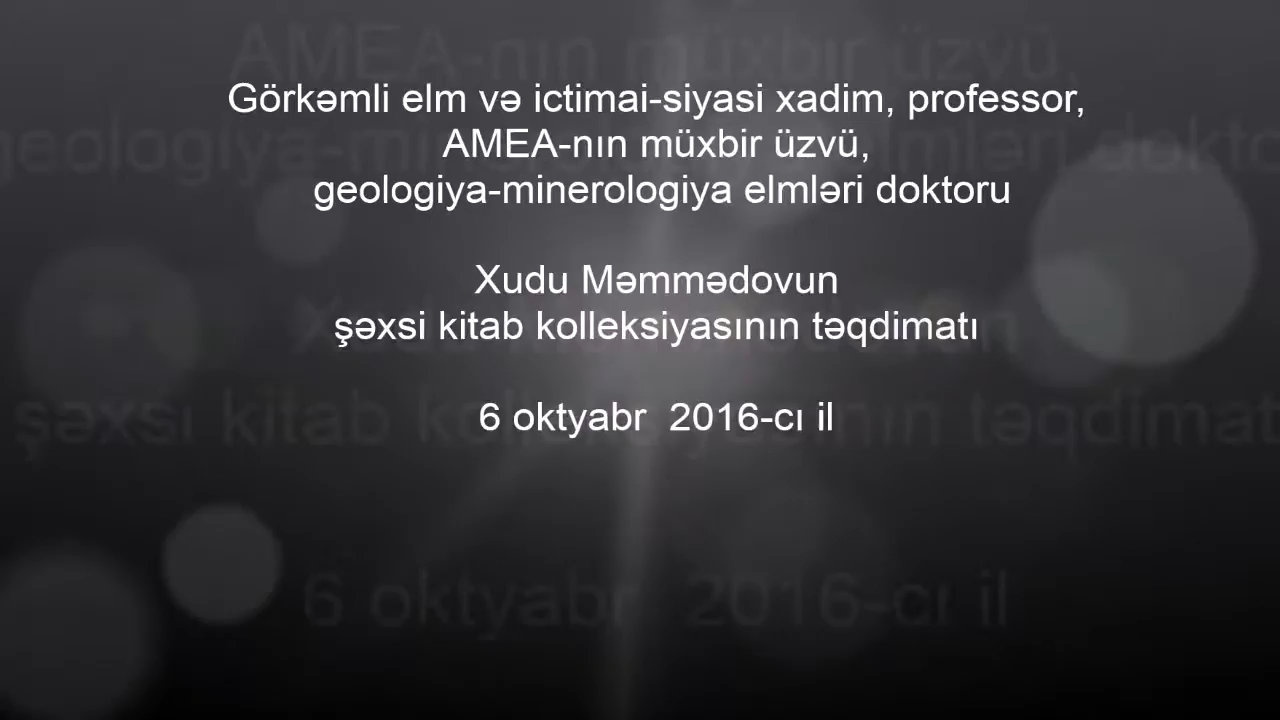 Görkəmli elm və ictimai-siyasi xadim, professor,
AMEA-nın müxbir üzvü,
geologiya-minerologiya elmləri doktoru
Xudu Məmmədovun
şəxsi kitab kolleksiyasının təqdimatı
6 oktyabr  2016-cı il